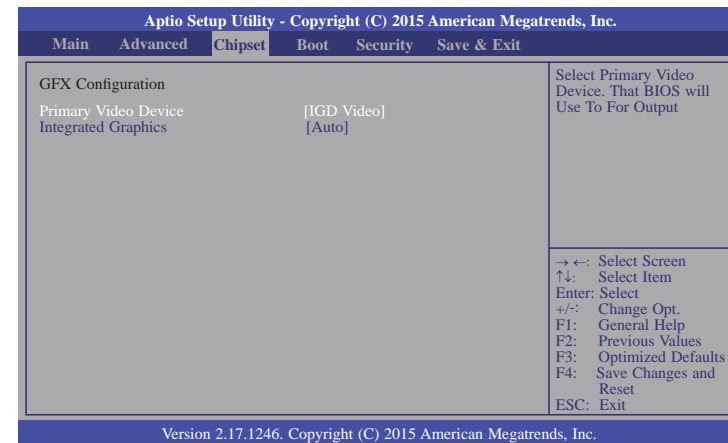 Aptio Setup Utility - Copyright (C) 2015 American Megatrends, Inc.
Main Advanced Chipset Boot Security Save & Exit
GFX Configuration
Primary Video Device [IGD Video]
Integrated Graphics [Auto]
Select Primary Video
Device. That BIOS will
Use To For Output
→ ←: Select Screen
↑↓: Select Item
Enter: Select
+/-: Change Opt.
F1: General Help
F2: Previous Values
F3: Optimized Defaults
F4: Save Changes and
Reset
ESC: Exit
Version 2.17.1246. Copyright (C) 2015 American Megatrends, Inc.